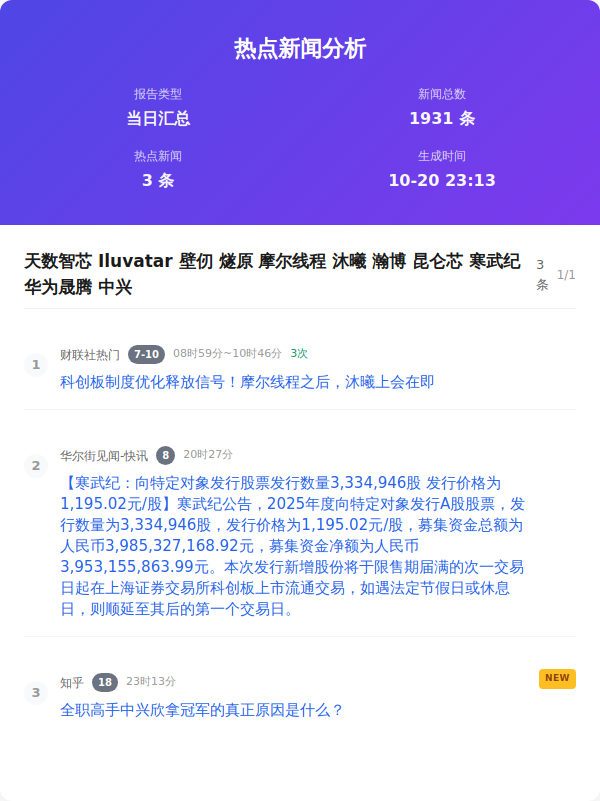 热点新闻分析
报告类型
新闻总数
当日汇总
1931 条
热点新闻
生成时间
3 条
10-20 23:13
天数智芯 Iluvatar 壁仞 燧原 摩尔线程 沐曦 瀚博 昆仑芯 寒武纪
华为晟腾 中兴
3
条
1/1
1
财联社热门 7-10 08时59分~10时46分 3次
科创板制度优化释放信号！摩尔线程之后，沐曦上会在即
2
华尔街见闻-快讯 8 20时27分
【寒武纪：向特定对象发行股票发行数量3,334,946股 发行价格为
1,195.02元/股】寒武纪公告，2025年度向特定对象发行A股股票，发
行数量为3,334,946股，发行价格为1,195.02元/股，募集资金总额为
人民币3,985,327,168.92元，募集资金净额为人民币
3,953,155,863.99元。本次发行新增股份将于限售期届满的次一交易
日起在上海证券交易所科创板上市流通交易，如遇法定节假日或休息
日，则顺延至其后的第一个交易日。
3
知乎 18 23时13分
NEW
全职高手中兴欣拿冠军的真正原因是什么？